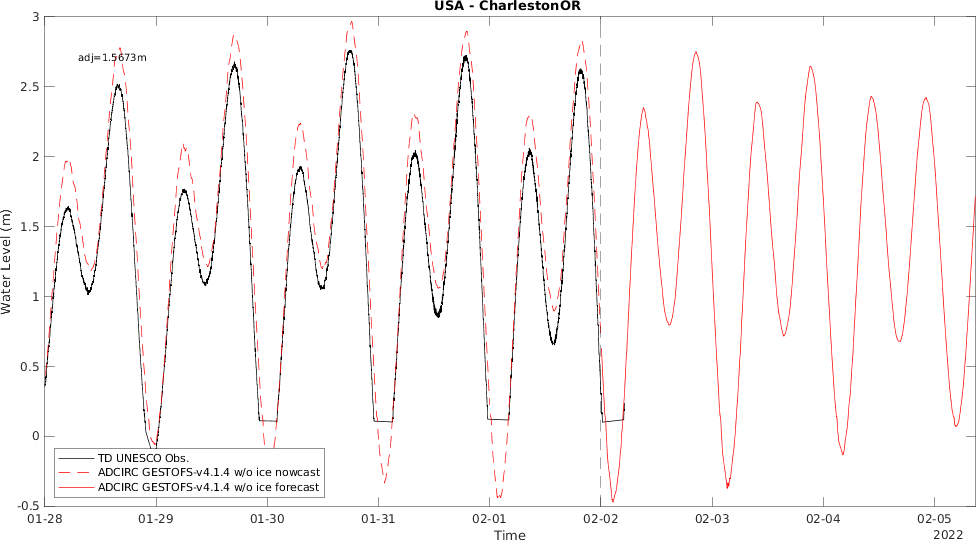 USA - CharlestonOR
adj=1.5673m
Water Level (m)
3
2.5
2
1.5
1
0.5
0
-0.5
TD UNESCO Obs.
ADCIRC GESTOFS-v4.1.4 w/o ice nowcast
ADCIRC GESTOFS-v4.1.4 w/o ice forecast
01-28 01-29 01-30 01-31 02-01 02-02 02-03 02-04 02-05
Time
2022